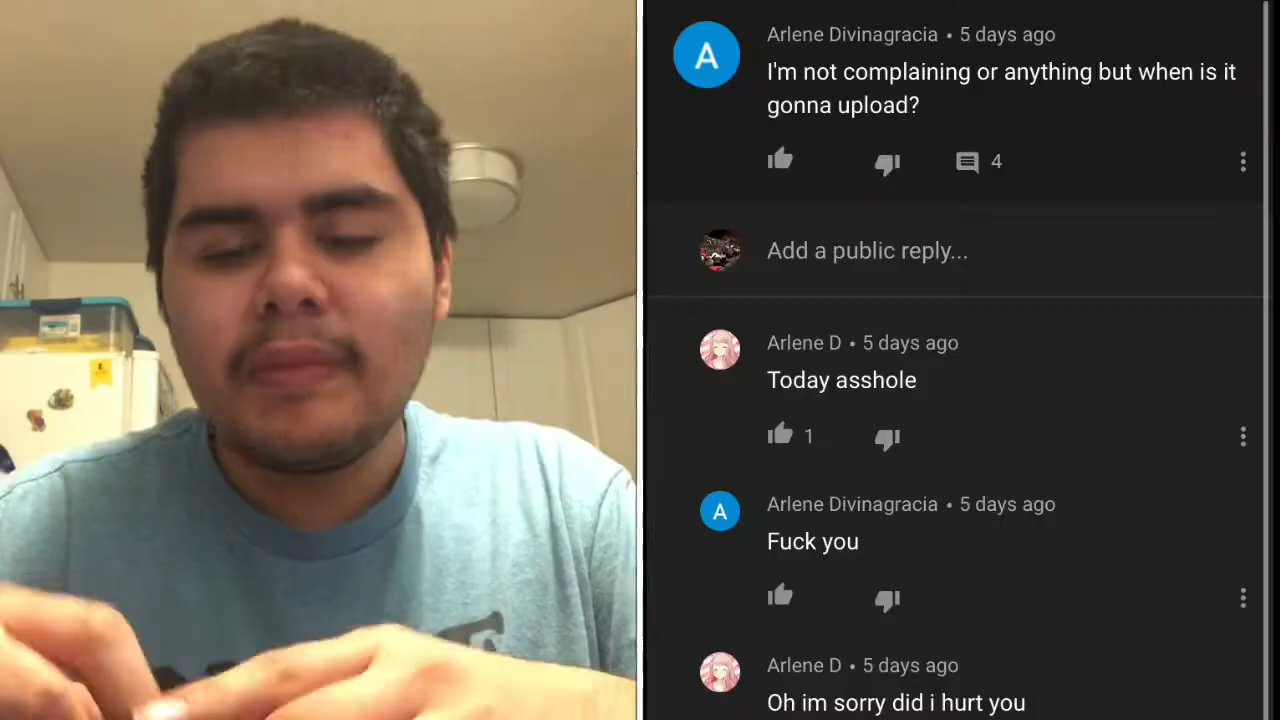 Arlene Divinagracia • 5 days ago
I'm not complaining or anything but when is it
gonna upload?
4
Add a public reply...
Arlene D • 5 days ago
Today asshole
1
Arlene Divinagracia • 5 days ago
Fuck you
Arlene D • 5 days ago
Oh im sorry did i hurt you